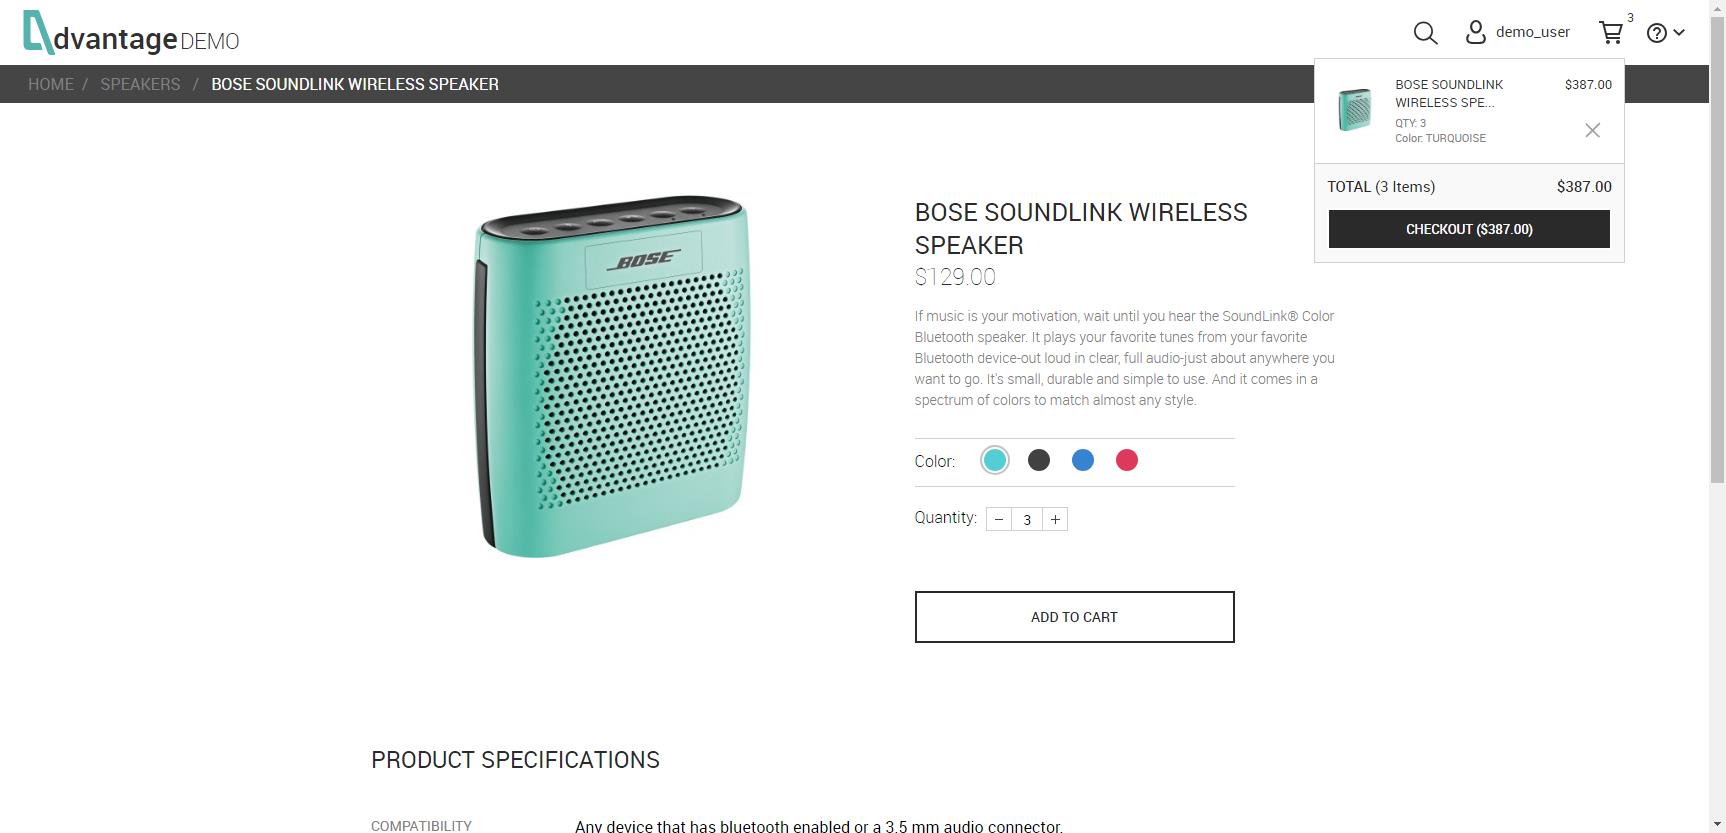 dvantage DEMO
demo_user
3
HOME / SPEAKERS / BOSE SOUNDLINK WIRELESS SPEAKER
BOSE SOUNDLINK
WIRELESS SPE...
$387.00
QTY: 3
Color: TURQUOISE
TOTAL (3 Items) $387.00
CHECKOUT ($387.00)
BOSE
BOSE SOUNDLINK WIRELESS
SPEAKER
$129.00
If music is your motivation, wait until you hear the SoundLink® Color
Bluetooth speaker. It plays your favorite tunes from your favorite
Bluetooth device-out loud in clear, full audio-just about anywhere you
want to go. It's small, durable and simple to use. And it comes in a
spectrum of colors to match almost any style.
Color:
Quantity: − 3 +
ADD TO CART
PRODUCT SPECIFICATIONS
COMPATIBILITY Any device that has bluetooth enabled or a 3.5 mm audio connector.